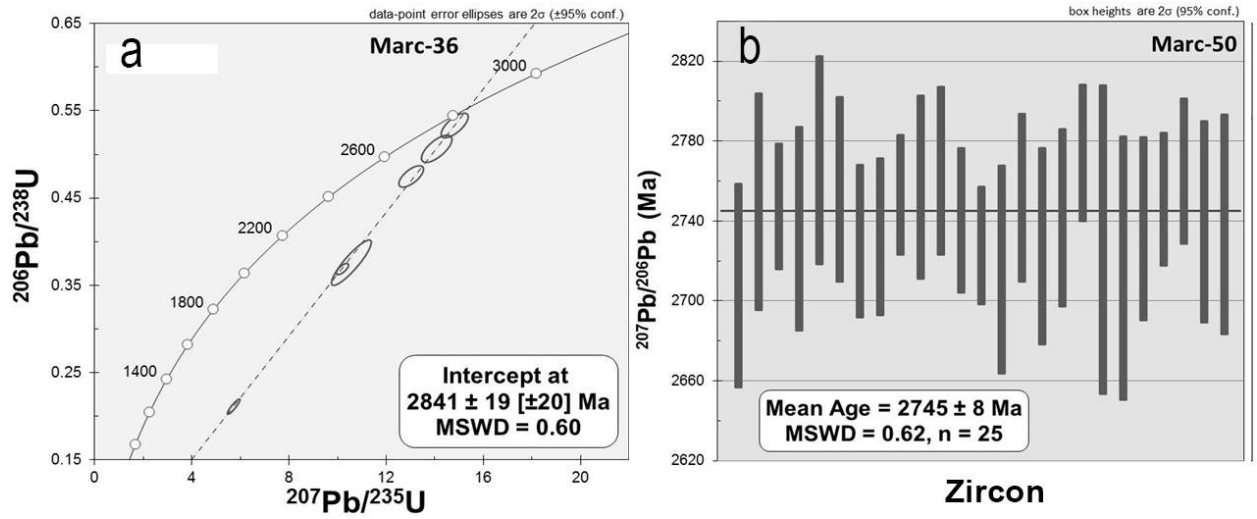 data-point error ellipses are 2σ (±95% conf.)
a
Marc-36
0.65
0.55
0.45
0.35
0.25
0.15
206Pb/238U
3000
2600
2200
1800
1400
Intercept at
2841 ± 19 [±20] Ma
MSWD = 0.60
0
4
8
12
16
20
207Pb/235U
box heights are 2σ (95% conf.)
b
Marc-50
2820
2780
2740
2700
2660
2620
207Pb/206Pb (Ma)
Mean Age = 2745 ± 8 Ma
MSWD = 0.62, n = 25
Zircon